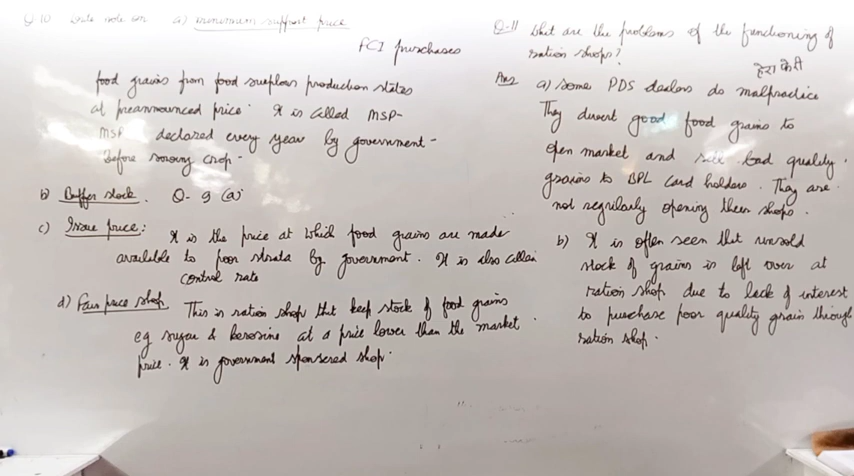 Q-10 Write note on a) minimum support price
FCI purchases
food grains from food surplus production states
at preannounced price. It is called MSP-
MSP declared every year by government-
before sowing crop-
b) Buffer stock. Q-9 (a)
c) Issue price: It is the price at which food grains are made
available to poor strata by government. It is also
control rate
d) Fair price shop This is ration shop that keep stock of food grains
eg sugar & kerosine at a price lower than the market
price. It is government sponsered shop.
Q-11 What are the problems of the functioning of
ration shops?
हेरा फेरी
Ans a) Some PDS dealers do malpractice
They divert good food grains to
open market and sale bad quality
grains to BPL card holders. They are
not regularly opening their shops.
b) It is often seen that unsold
stock of grains is left over at
ration shop due to lack of interest
to purchase poor quality grain through
ration shop.